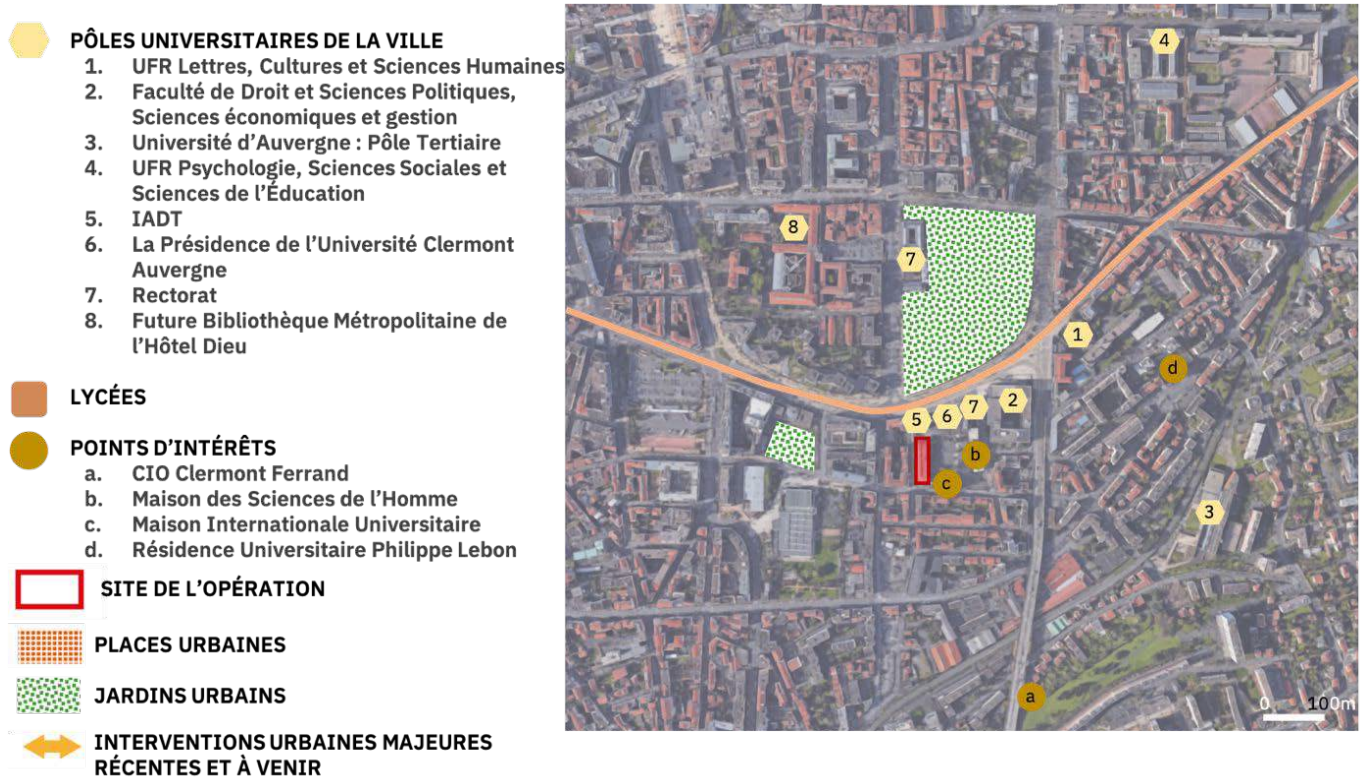 PÔLES UNIVERSITAIRES DE LA VILLE
1. UFR Lettres, Cultures et Sciences Humaines
2. Faculté de Droit et Sciences Politiques,
Sciences économiques et gestion
3. Université d'Auvergne : Pôle Tertiaire
4. UFR Psychologie, Sciences Sociales et
Sciences de l'Éducation
5. IADT
6. La Présidence de l'Université Clermont
Auvergne
7. Rectorat
8. Future Bibliothèque Métropolitaine de
l'Hôtel Dieu
LYCÉES
POINTS D'INTÉRÊTS
a. CIO Clermont Ferrand
b. Maison des Sciences de l'Homme
c. Maison Internationale Universitaire
d. Résidence Universitaire Philippe Lebon
SITE DE L'OPÉRATION
PLACES URBAINES
JARDINS URBAINS
INTERVENTIONS URBAINES MAJEURES
RÉCENTES ET À VENIR
4
8
7
1
d
5 6 7 2
b
c
3
a
0 100m